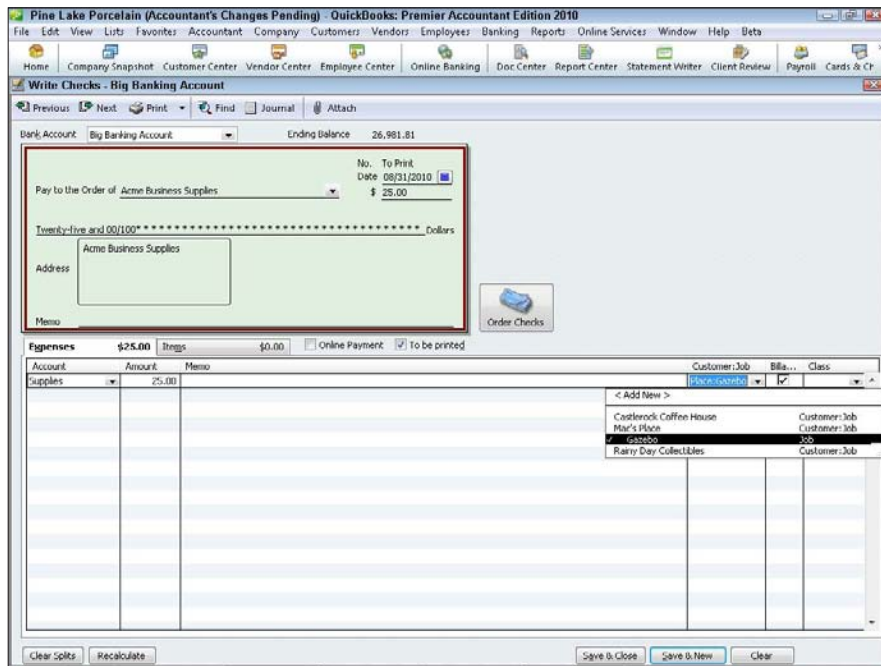 Pine Lake Porcelain (Accountant's Changes Pending) - QuickBooks: Premier Accountant Edition 2010
File Edit View Lists Favorites Accountant Company Customers Vendors Employees Banking Reports Online Services Window Help Beta
Home Company Snapshot Customer Center Vendor Center Employee Center Online Banking Doc Center Report Center Statement Writer Client Review Payroll Cards & Ch
Write Checks - Big Banking Account
Previous Next Print Find Journal Attach
Bank Account Big Banking Account Ending Balance 26,981.81
No. To Print
Date 08/31/2010
Pay to the Order of Acme Business Supplies $ 25.00
Twenty-five and 00/100* * * * * * * * * * * * * * * * * * * * * * * * * * * * * * * * * * * * * * Dollars
Acme Business Supplies
Address
Memo
Order Checks
Expenses $25.00 Items $0.00 Online Payment To be printed
Account Amount Memo Customer:Job Billa... Class
Supplies 25.00 Place:Gazebo
< Add New >
Castlerock Coffee House Customer:Job
Mac's Place Customer:Job
Gazebo Job
Rainy Day Collectibles Customer:Job
Clear Splits Recalculate Save & Close Save & New Clear